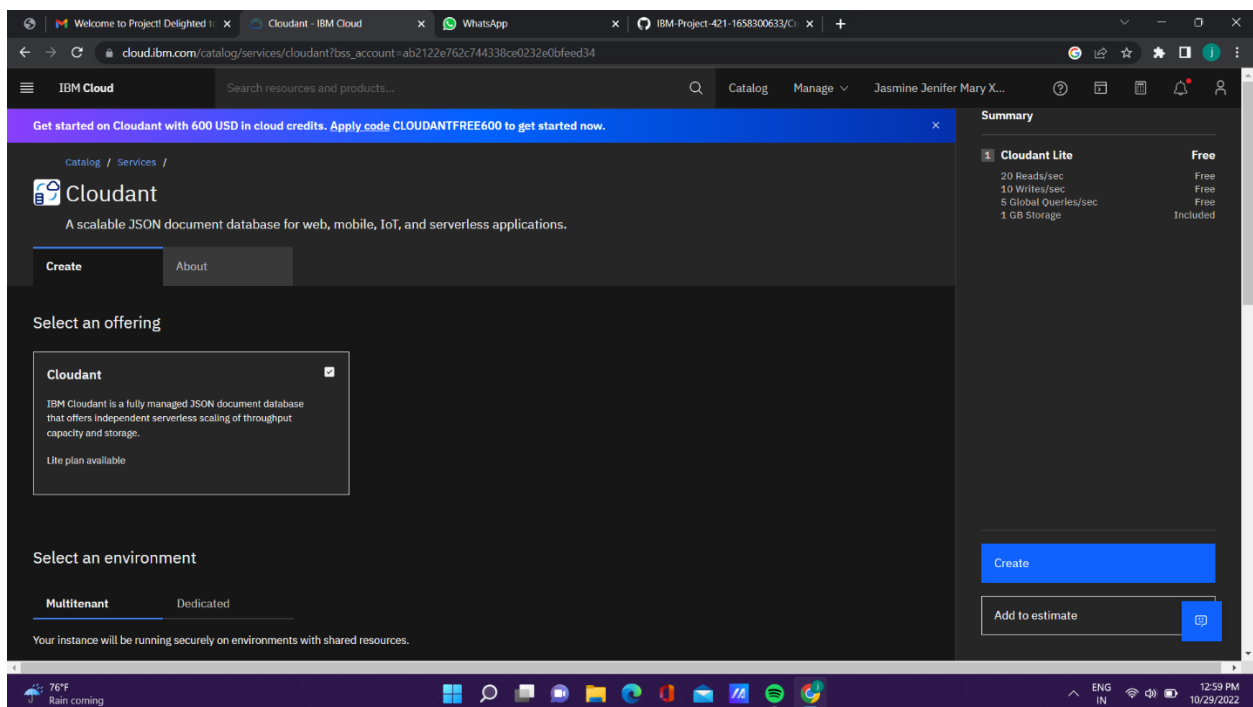 Welcome to Project! Delighted to
Cloudant - IBM Cloud
WhatsApp
IBM-Project-421-1658300633/Cr
cloud.ibm.com/catalog/services/cloudant?bss_account=ab2122e762c744338ce0232e0bfeed34
IBM Cloud
Search resources and products...
Catalog
Manage
Jasmine Jenifer Mary X...
Get started on Cloudant with 600 USD in cloud credits. Apply code CLOUDANTFREE600 to get started now.
Catalog / Services /
Cloudant
A scalable JSON document database for web, mobile, IoT, and serverless applications.
Create
About
Select an offering
Cloudant
IBM Cloudant is a fully managed JSON document database
that offers independent serverless scaling of throughput
capacity and storage.
Lite plan available
Select an environment
Multitenant
Dedicated
Your instance will be running securely on environments with shared resources.
Summary
1 Cloudant Lite Free
20 Reads/sec Free
10 Writes/sec Free
5 Global Queries/sec Free
1 GB Storage Included
Create
Add to estimate
76°F
Rain coming
ENG
IN
12:59 PM
10/29/2022